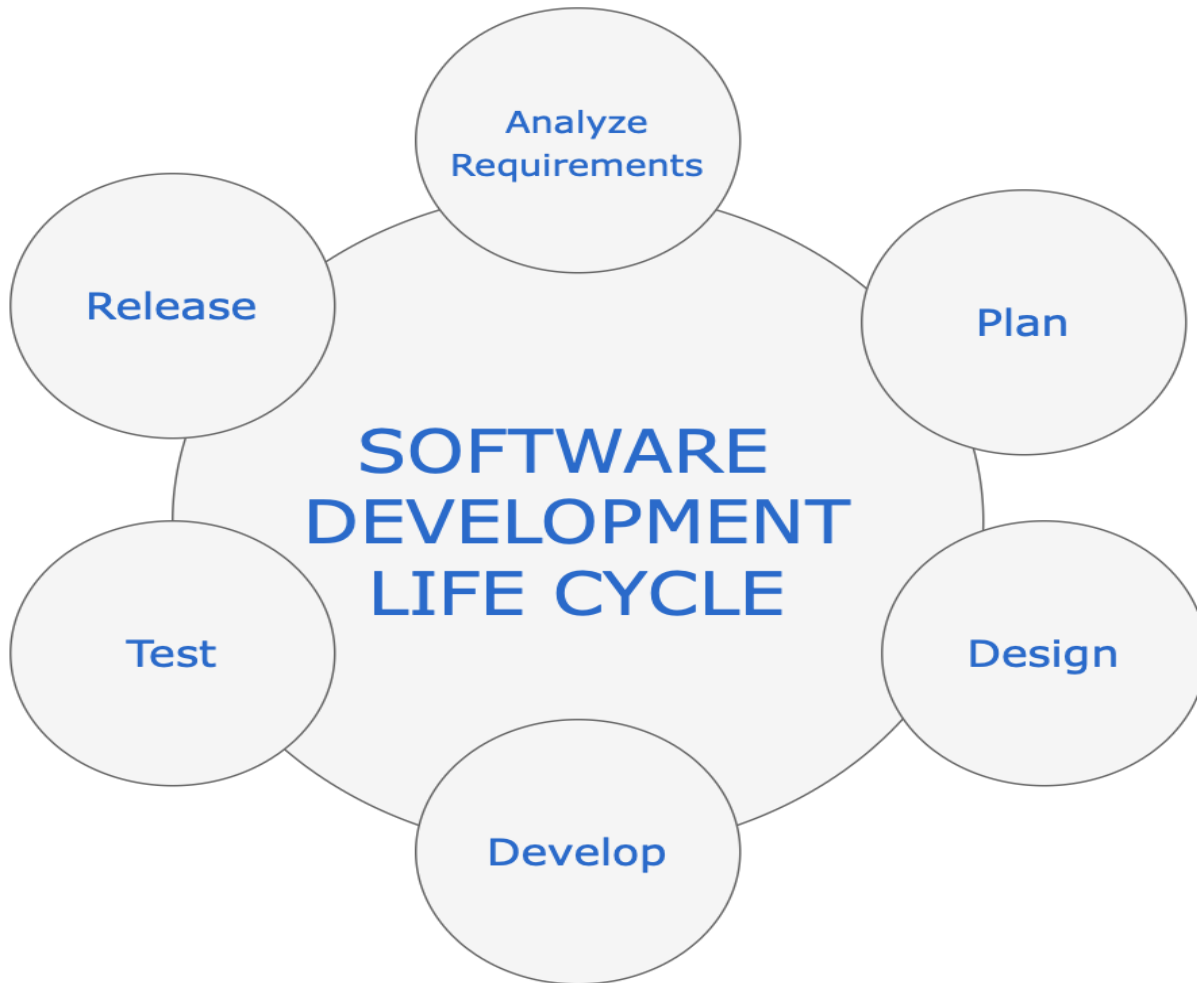 Analyze
Requirements
Plan
Design
Develop
Test
Release
SOFTWARE
DEVELOPMENT
LIFE CYCLE